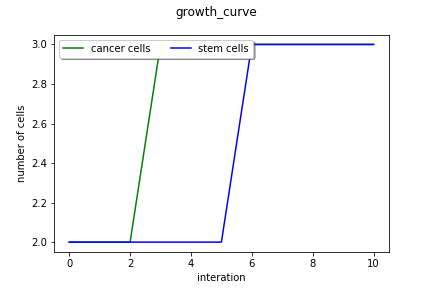 growth_curve
cancer cells stem cells
3.0
2.8
2.6
2.4
2.2
2.0
number of cells
0 2 4 6 8 10
interation